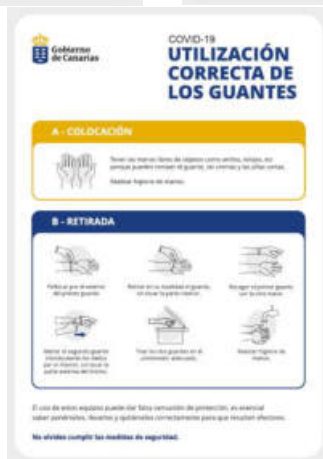 Gobierno
de Canarias
COVID-19
UTILIZACIÓN
CORRECTA DE
LOS GUANTES
A - COLOCACIÓN
Tener las manos libres de objetos como anillos, relojes, etc
porque pueden romper el guante, sin cremas y las uñas cortas.
Realizar higiene de manos.
B - RETIRADA
Pellizcar por el exterior
del primer guante
Retirar en su totalidad el guante,
sin tocar la parte interior.
Recoger el primer guante
con la otra mano
Retirar el segundo guante
introduciendo los dedos
por el interior, sin tocar la
parte externa del mismo.
Tirar los dos guantes en el
contenedor adecuado.
Realizar higiene de
manos.
El uso de estos equipos puede dar falsa sensación de protección, es esencial
saber ponérselos, llevarlos y quitárselos correctamente para que resulten efectivos.
No olvides cumplir las medidas de seguridad.